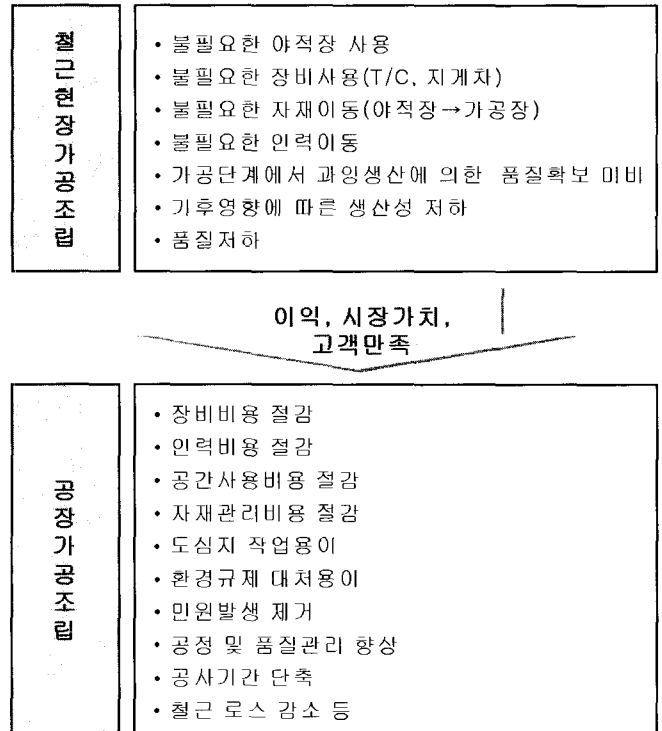 철근현장가공조립
• 불필요한 야적장 사용
• 불필요한 장비사용(T/C, 지게차)
• 불필요한 자재이동(야적장→가공장)
• 불필요한 인력이동
• 가공단계에서 과잉생산에 의한 품질확보 미비
• 기후영향에 따른 생산성 저하
• 품질저하
이익, 시장가치,
고객만족
공장가공조립
• 장비비용 절감
• 인력비용 절감
• 공간사용비용 절감
• 자재관리비용 절감
• 도심지 작업용이
• 환경규제 대처용이
• 민원발생 제거
• 공정 및 품질관리 향상
• 공사기간 단축
• 철근 로스 감소 등